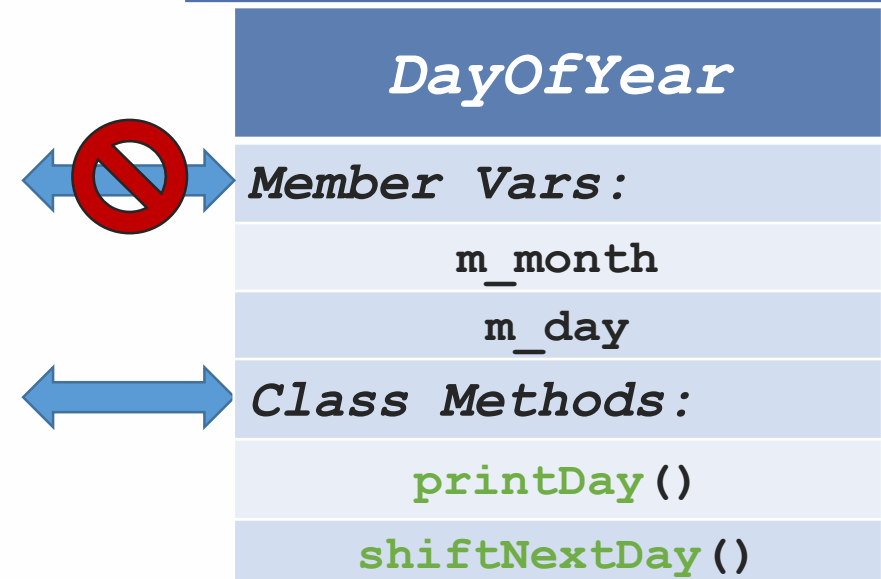 DayOfYear
Member Vars:
m_month
m_day
Class Methods:
printDay()
shiftNextDay()